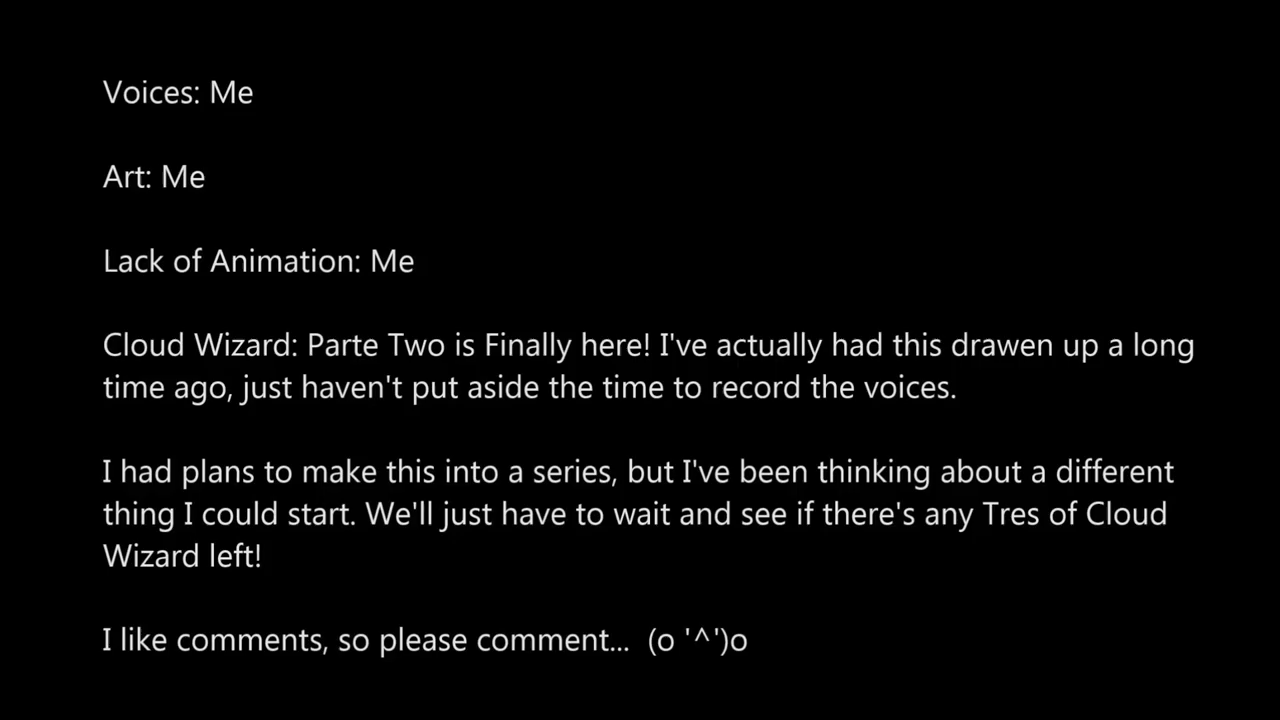 Voices: Me
Art: Me
Lack of Animation: Me
Cloud Wizard: Parte Two is Finally here! I've actually had this drawen up a long
time ago, just haven't put aside the time to record the voices.
I had plans to make this into a series, but I've been thinking about a different
thing I could start. We'll just have to wait and see if there's any Tres of Cloud
Wizard left!
I like comments, so please comment...  (o '^')o